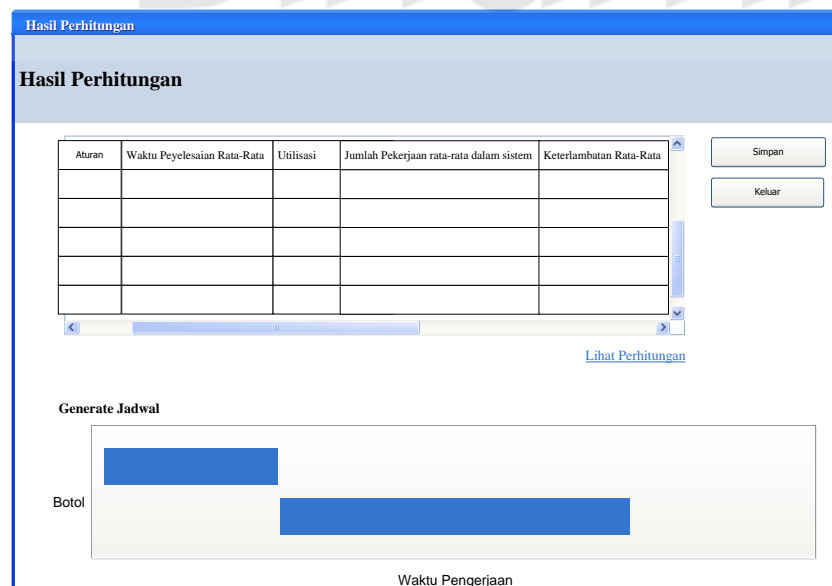 Hasil Perhitungan
Hasil Perhitungan
Aturan Waktu Peyelesaian Rata-Rata Utilisasi Jumlah Pekerjaan rata-rata dalam sistem Keterlambatan Rata-Rata
Simpan
Keluar
Lihat Perhitungan
Generate Jadwal
Botol
Waktu Pengerjaan